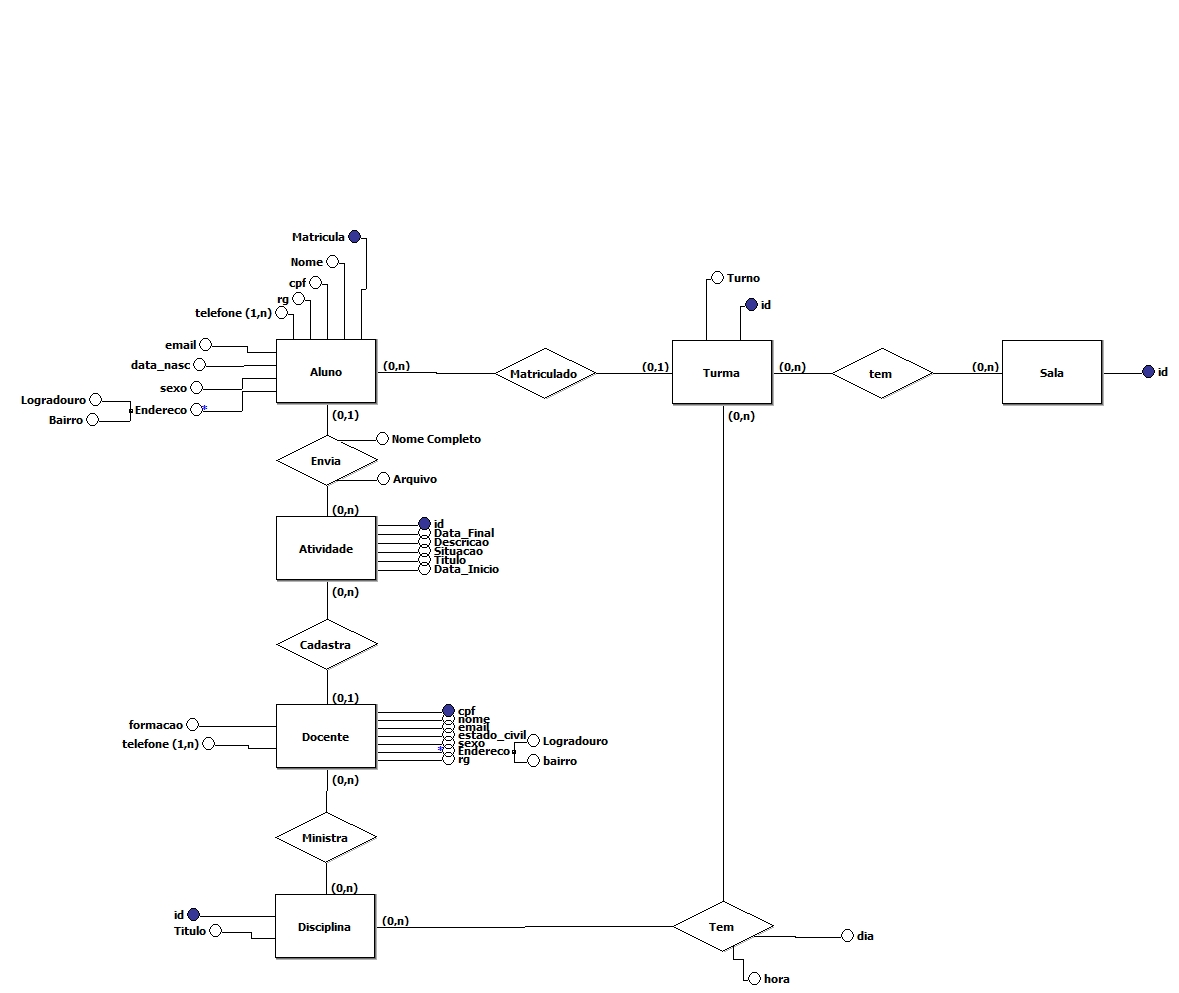 Matricula
Nome
cpf
rg
telefone (1,n)
email
data_nasc
sexo
Logradouro
Endereco *
Bairro
Aluno
(0,n)
Matriculado
(0,1)
Turno
id
Turma
(0,n)
tem
(0,n)
Sala
id
(0,1)
Nome Completo
Envia
Arquivo
(0,n)
Atividade
id
Data_Final
Descricao
Situacao
Titulo
Data_Inicio
(0,n)
(0,n)
Cadastra
(0,1)
formacao
telefone (1,n)
Docente
cpf
nome
email
estado_civil
sexo
* Endereco
rg
Logradouro
bairro
(0,n)
Ministra
(0,n)
id
Titulo
Disciplina
(0,n)
Tem
dia
hora